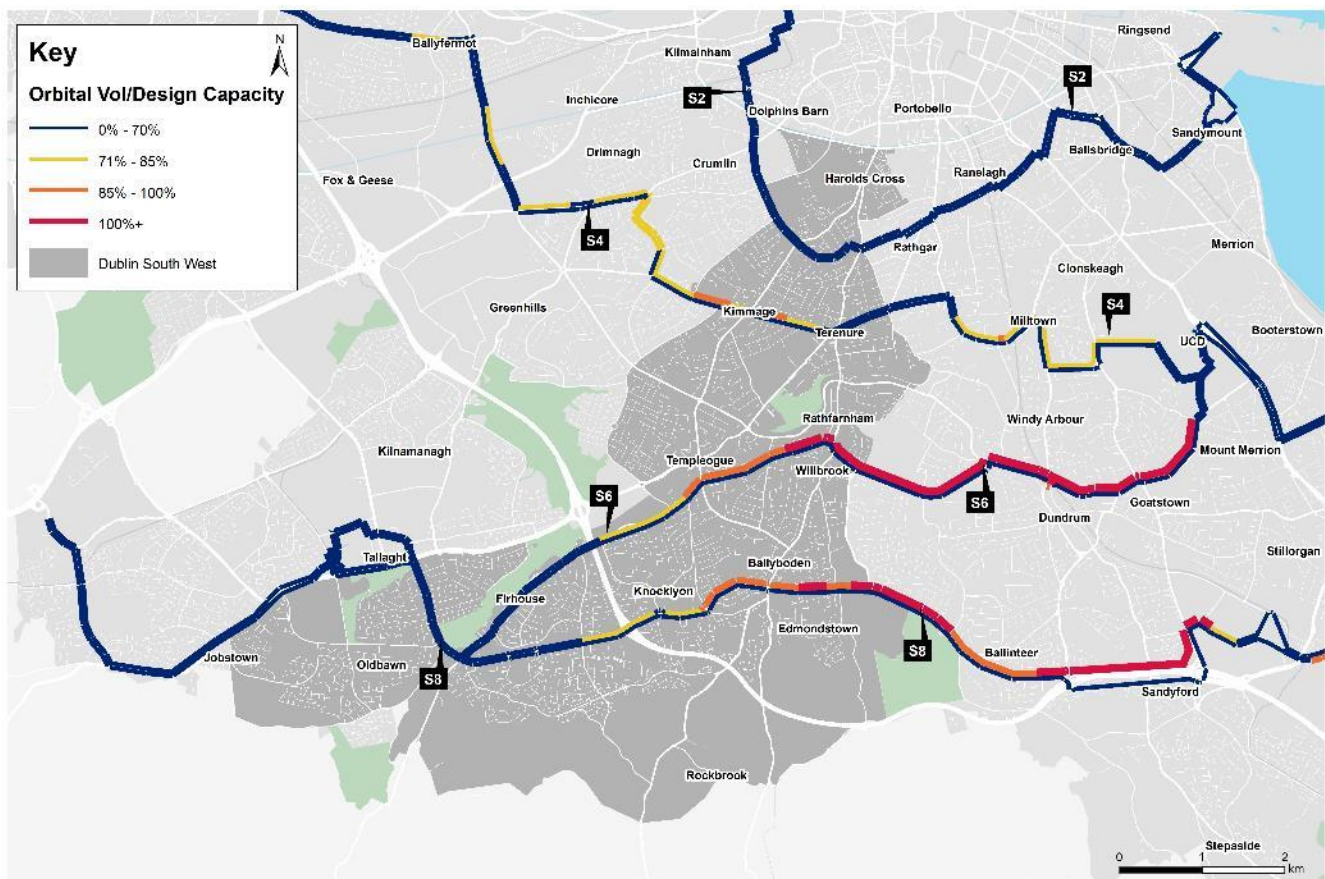 Key
N
Orbital Vol/Design Capacity
0% - 70%
71% - 85%
85% - 100%
100%+
Dublin South West
Ringsend
Ballyfermot
Kilmainham
S2
S2
Inchicore
Dolphins Barn
Portobello
Sandymount
Ballsbridge
Drimnagh
Crumlin
Ranelagh
Fox & Geese
Harolds Cross
S4
Rathgar
Merrion
Clonskeagh
Greenhills
S4
Kimmage
Milltown
Terenure
UCD
Booterstown
Rathfarnham
Windy Arbour
Kilnamanagh
Mount Merrion
Templeogue
Willbrook
S6
S6
Goatstown
Dundrum
Tallaght
Stillorgan
Ballyboden
Firhouse
Knocklyon
Edmondstown
Jobstown
Oldbawn
S8
S8
Ballinteer
Sandyford
Rockbrook
Stepaside
0 1 2
km